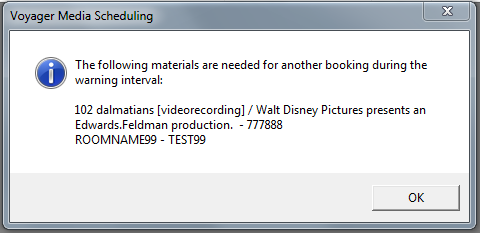 Voyager Media Scheduling
The following materials are needed for another booking during the
warning interval:
102 dalmatians [videorecording] / Walt Disney Pictures presents an
Edwards.Feldman production.  - 777888
ROOMNAME99 - TEST99
OK